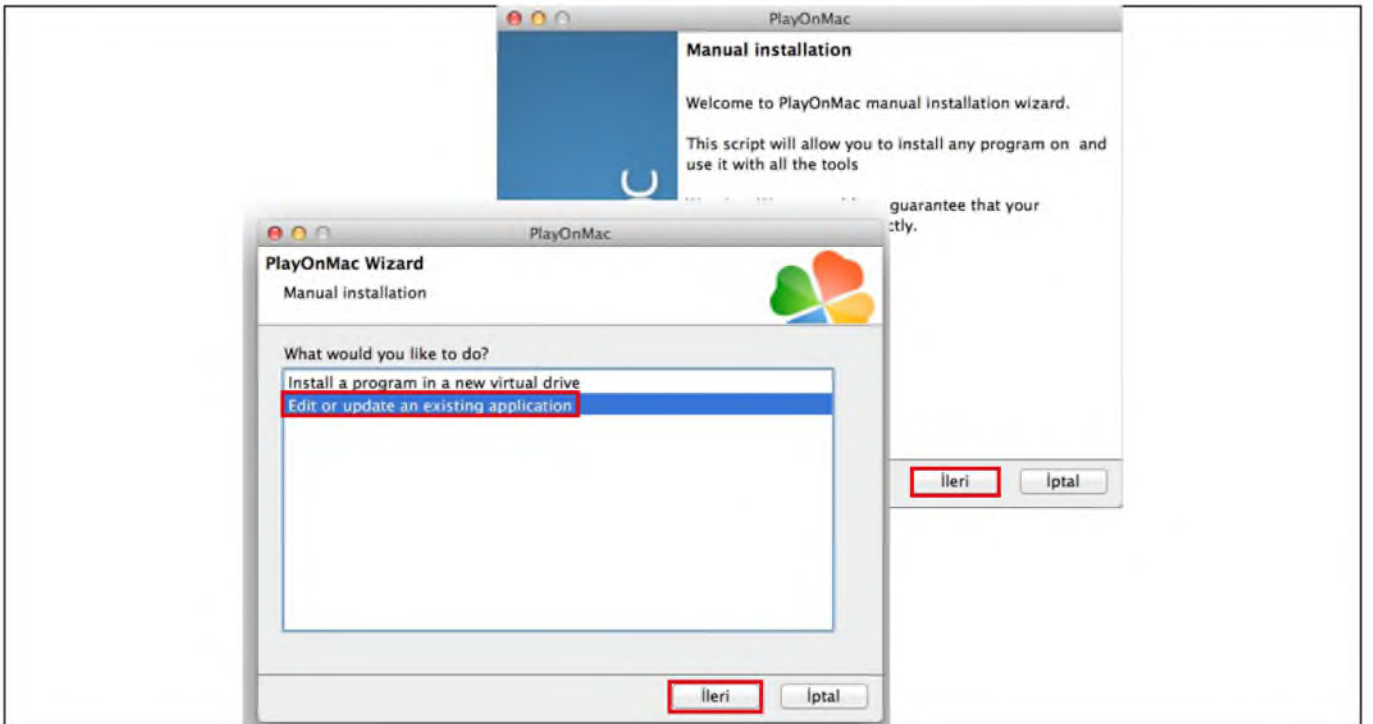 PlayOnMac
Manual installation
Welcome to PlayOnMac manual installation wizard.
This script will allow you to install any program on and
use it with all the tools
guarantee that your
ctly.
İleri
İptal
PlayOnMac
PlayOnMac Wizard
Manual installation
What would you like to do?
Install a program in a new virtual drive
Edit or update an existing application
İleri
İptal